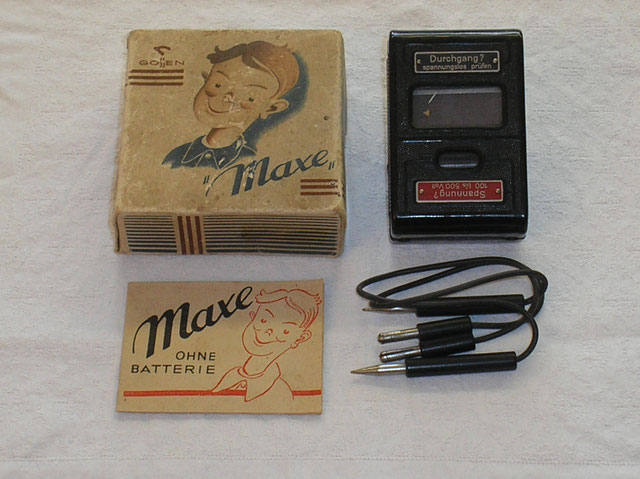 GOSSEN
„Maxe"
Durchgang?
spannungslos prüfen
Spannung?
100 bis 500 Volt
Maxe
OHNE
BATTERIE